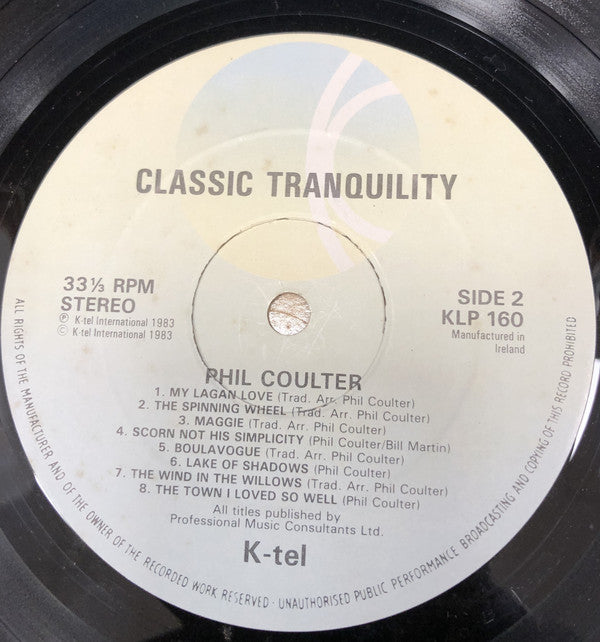 CLASSIC TRANQUILITY
33⅓ RPM
STEREO
℗ K-tel International 1983
© K-tel International 1983
SIDE 2
KLP 160
Manufactured in
Ireland
PHIL COULTER
1. MY LAGAN LOVE (Trad. Arr. Phil Coulter)
2. THE SPINNING WHEEL (Trad. Arr. Phil Coulter)
3. MAGGIE (Trad. Arr. Phil Coulter)
4. SCORN NOT HIS SIMPLICITY (Phil Coulter/Bill Martin)
5. BOULAVOGUE (Trad. Arr. Phil Coulter)
6. LAKE OF SHADOWS (Phil Coulter)
7. THE WIND IN THE WILLOWS (Trad. Arr. Phil Coulter)
8. THE TOWN I LOVED SO WELL (Phil Coulter)
All titles published by
Professional Music Consultants Ltd.
K-tel
ALL RIGHTS OF THE MANUFACTURER AND OF THE OWNER OF THE RECORDED WORK RESERVED · UNAUTHORISED PUBLIC PERFORMANCE BROADCASTING AND COPYING OF THIS RECORD PROHIBITED